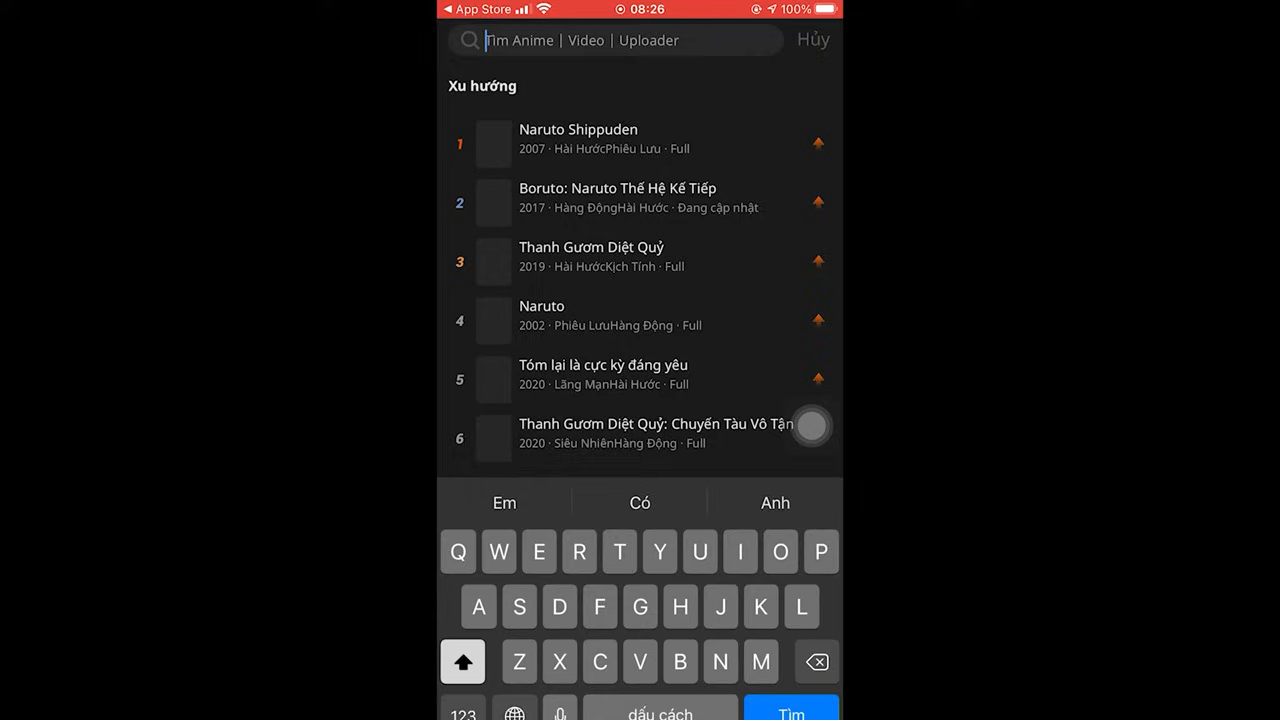 App Store 08:26 100%
Tìm Anime | Video | Uploader Hủy
Xu hướng
1 Naruto Shippuden
2007 · Hài HướcPhiêu Lưu · Full
2 Boruto: Naruto Thế Hệ Kế Tiếp
2017 · Hàng ĐộngHài Hước · Đang cập nhật
3 Thanh Gươm Diệt Quỷ
2019 · Hài HướcKịch Tính · Full
4 Naruto
2002 · Phiêu LưuHàng Động · Full
5 Tóm lại là cực kỳ đáng yêu
2020 · Lãng MạnHài Hước · Full
6 Thanh Gươm Diệt Quỷ: Chuyến Tàu Vô Tận
2020 · Siêu NhiênHàng Động · Full
Em Có Anh
Q W E R T Y U I O P
A S D F G H J K L
Z X C V B N M
123 dấu cách Tìm